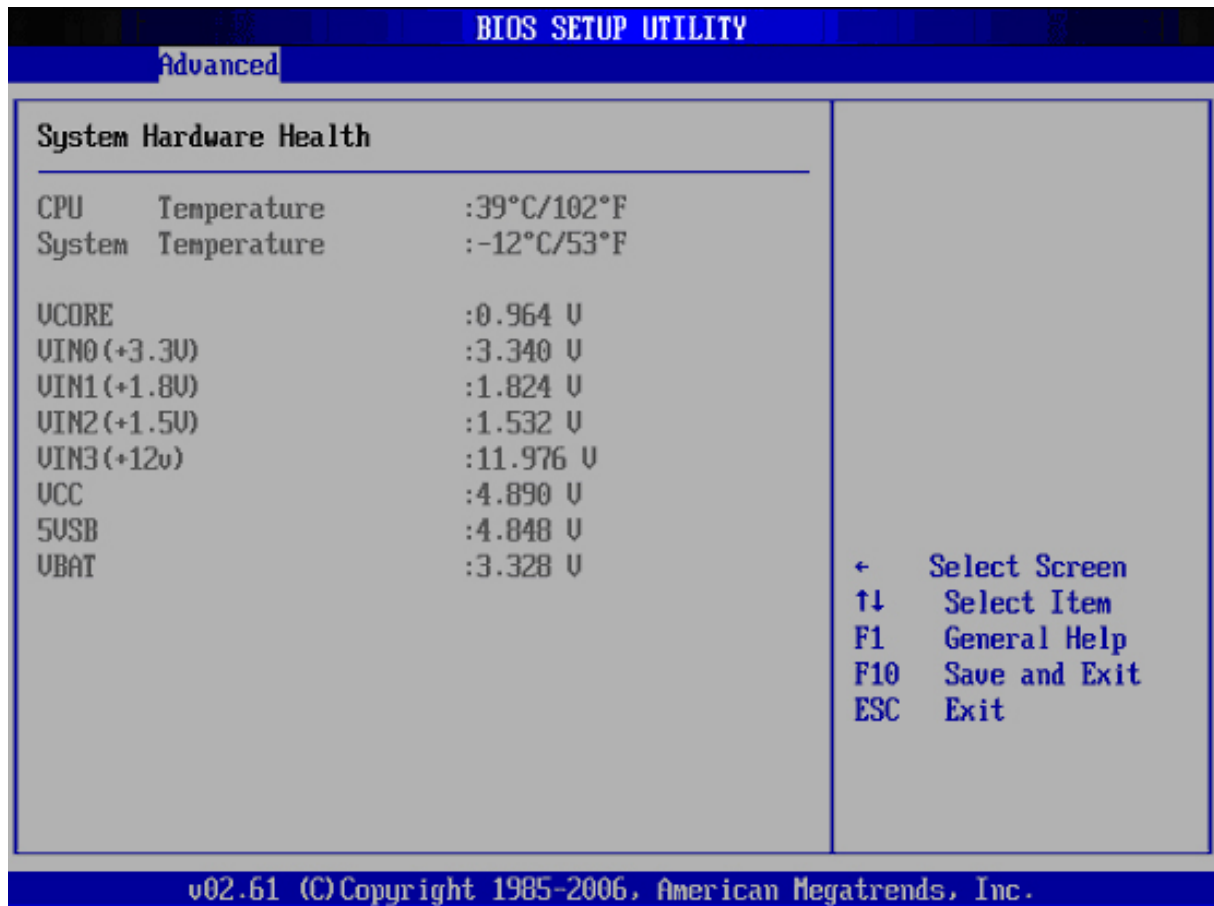 BIOS SETUP UTILITY
Advanced
System Hardware Health
CPU Temperature :39°C/102°F
System Temperature :-12°C/53°F
VCORE :0.964 V
VIN0(+3.3V) :3.340 V
VIN1(+1.8V) :1.824 V
VIN2(+1.5V) :1.532 V
VIN3(+12v) :11.976 V
VCC :4.890 V
5VSB :4.848 V
VBAT :3.328 V
← Select Screen
↑↓ Select Item
F1 General Help
F10 Save and Exit
ESC Exit
v02.61 (C)Copyright 1985-2006, American Megatrends, Inc.